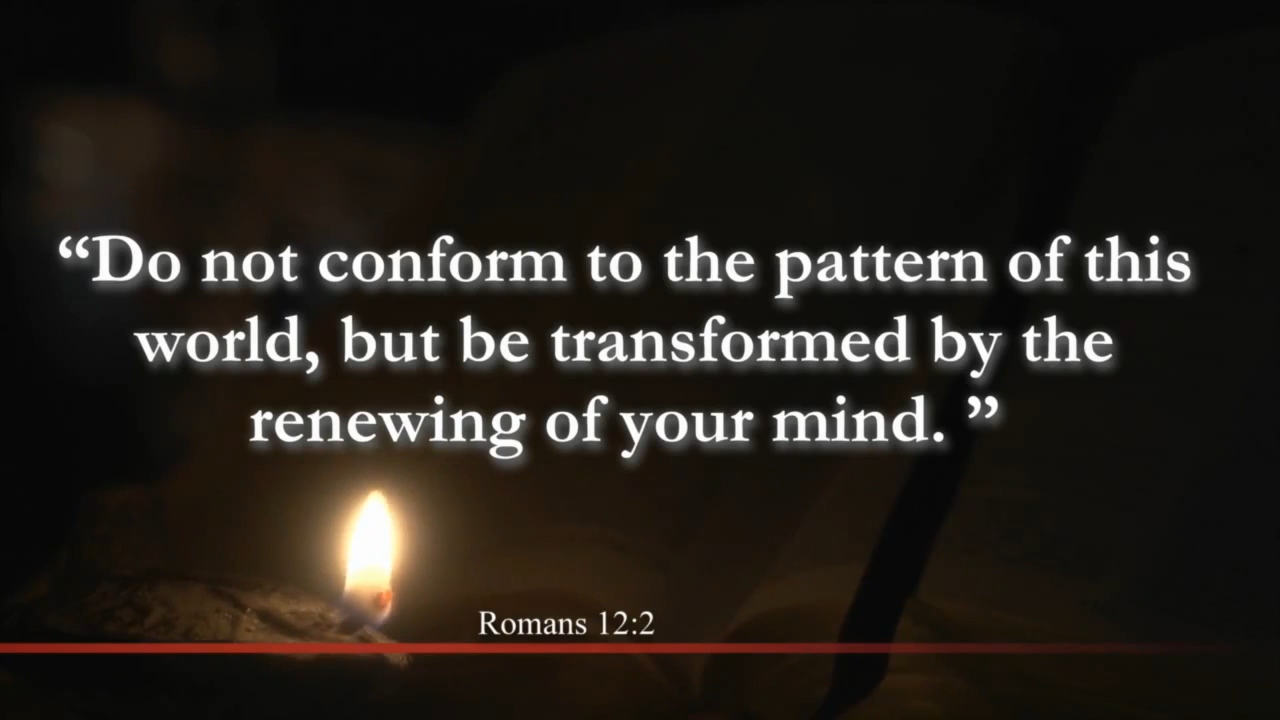 “Do not conform to the pattern of this
world, but be transformed by the
renewing of your mind. ”
Romans 12:2